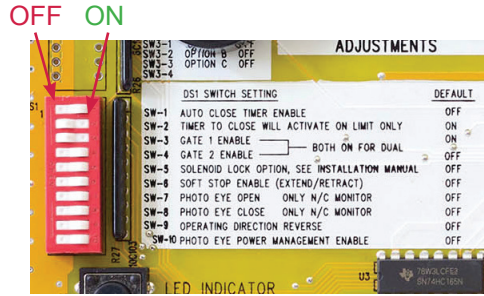 OFF ON
SW3-1 OFF
SW3-2 OPTION B OFF
SW3-3 OPTION C OFF
SW3-4
R26
ADJUSTMENTS
DS1 SWITCH SETTING DEFAULT
S1
1
SW-1 AUTO CLOSE TIMER ENABLE OFF
SW-2 TIMER TO CLOSE WILL ACTIVATE ON LIMIT ONLY ON
SW-3 GATE 1 ENABLE ON
BOTH ON FOR DUAL
SW-4 GATE 2 ENABLE OFF
SW-5 SOLENOID LOCK OPTION, SEE INSTALLATION MANUAL OFF
SW-6 SOFT STOP ENABLE (EXTEND/RETRACT) OFF
SW-7 PHOTO EYE OPEN ONLY N/C MONITOR OFF
SW-8 PHOTO EYE CLOSE ONLY N/C MONITOR OFF
SW-9 OPERATING DIRECTION REVERSE OFF
SW-10 PHOTO EYE POWER MANAGEMENT ENABLE OFF
R27
LED INDICATOR
U3
SN74HC165N